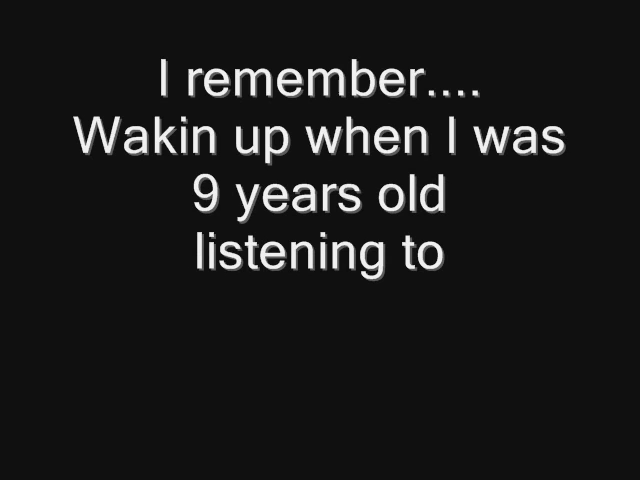 I remember....
Wakin up when I was
9 years old
listening to